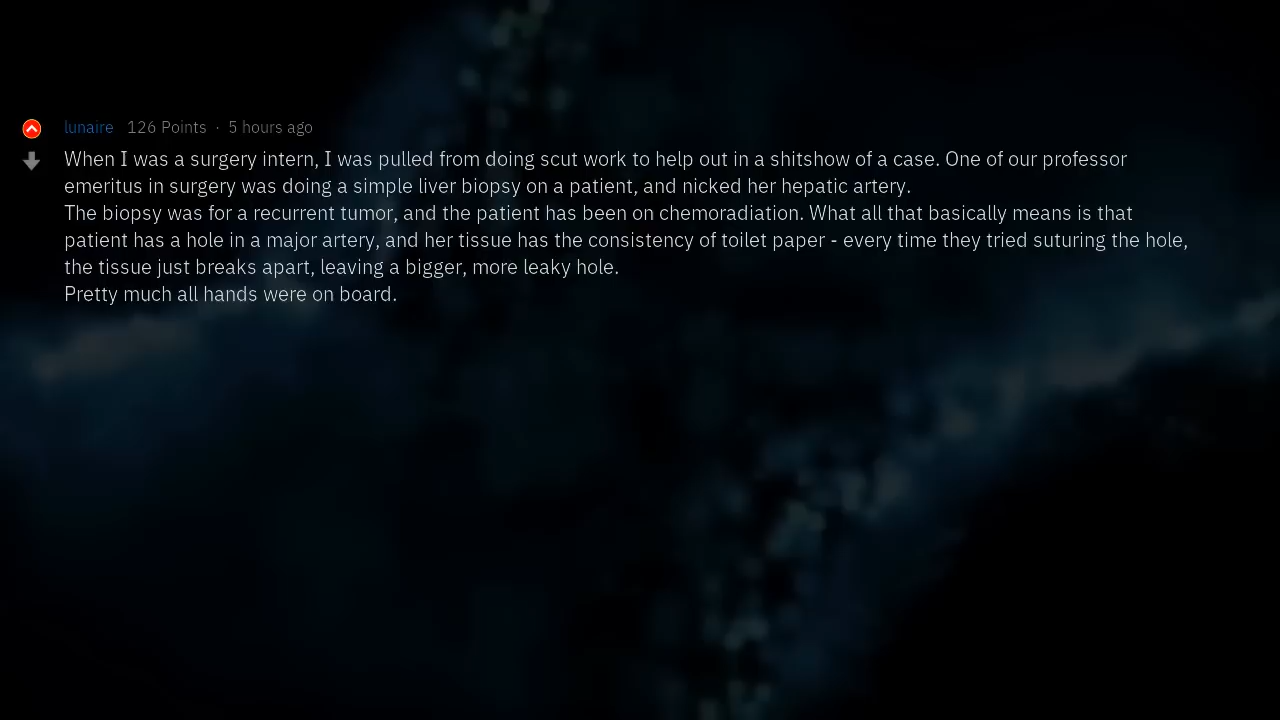 lunaire 126 Points · 5 hours ago
When I was a surgery intern, I was pulled from doing scut work to help out in a shitshow of a case. One of our professor
emeritus in surgery was doing a simple liver biopsy on a patient, and nicked her hepatic artery.
The biopsy was for a recurrent tumor, and the patient has been on chemoradiation. What all that basically means is that
patient has a hole in a major artery, and her tissue has the consistency of toilet paper - every time they tried suturing the hole,
the tissue just breaks apart, leaving a bigger, more leaky hole.
Pretty much all hands were on board.